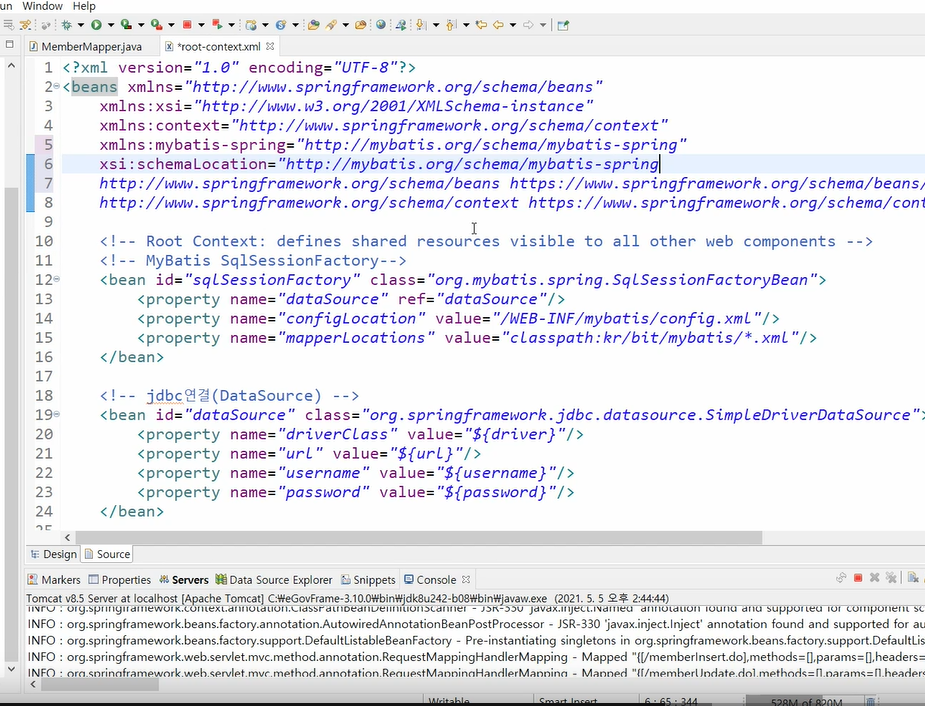 un Window Help
MemberMapper.java *root-context.xml
1 <?xml version="1.0" encoding="UTF-8"?>
2 <beans xmlns="http://www.springframework.org/schema/beans"
3 xmlns:xsi="http://www.w3.org/2001/XMLSchema-instance"
4 xmlns:context="http://www.springframework.org/schema/context"
5 xmlns:mybatis-spring="http://mybatis.org/schema/mybatis-spring"
6 xsi:schemaLocation="http://mybatis.org/schema/mybatis-spring
7 http://www.springframework.org/schema/beans https://www.springframework.org/schema/beans/
8 http://www.springframework.org/schema/context https://www.springframework.org/schema/cont
9
10 <!-- Root Context: defines shared resources visible to all other web components -->
11 <!-- MyBatis SqlSessionFactory-->
12 <bean id="sqlSessionFactory" class="org.mybatis.spring.SqlSessionFactoryBean">
13 <property name="dataSource" ref="dataSource"/>
14 <property name="configLocation" value="/WEB-INF/mybatis/config.xml"/>
15 <property name="mapperLocations" value="classpath:kr/bit/mybatis/*.xml"/>
16 </bean>
17
18 <!-- jdbc연결(DataSource) -->
19 <bean id="dataSource" class="org.springframework.jdbc.datasource.SimpleDriverDataSource">
20 <property name="driverClass" value="${driver}"/>
21 <property name="url" value="${url}"/>
22 <property name="username" value="${username}"/>
23 <property name="password" value="${password}"/>
24 </bean>
25
Design Source
Markers Properties Servers Data Source Explorer Snippets Console
Tomcat v8.5 Server at localhost [Apache Tomcat] C:₩eGovFrame-3.10.0₩bin₩jdk8u242-b08₩bin₩javaw.exe (2021. 5. 5 오후 2:44:44)
INFO : org.springframework.context.annotation.ClassPathBeanDefinitionScanner - JSR-330 'javax.inject.Named' annotation found and supported for component sc
INFO : org.springframework.beans.factory.annotation.AutowiredAnnotationBeanPostProcessor - JSR-330 'javax.inject.Inject' annotation found and supported for au
INFO : org.springframework.beans.factory.support.DefaultListableBeanFactory - Pre-instantiating singletons in org.springframework.beans.factory.support.DefaultLis
INFO : org.springframework.web.servlet.mvc.method.annotation.RequestMappingHandlerMapping - Mapped "{[/memberInsert.do],methods=[],params=[],headers=
INFO : org.springframework.web.servlet.mvc.method.annotation.RequestMappingHandlerMapping - Mapped "{[/memberUpdate.do],methods=[],params=[],headers
Writable Smart Insert 6 : 65 : 344 528M of 820M